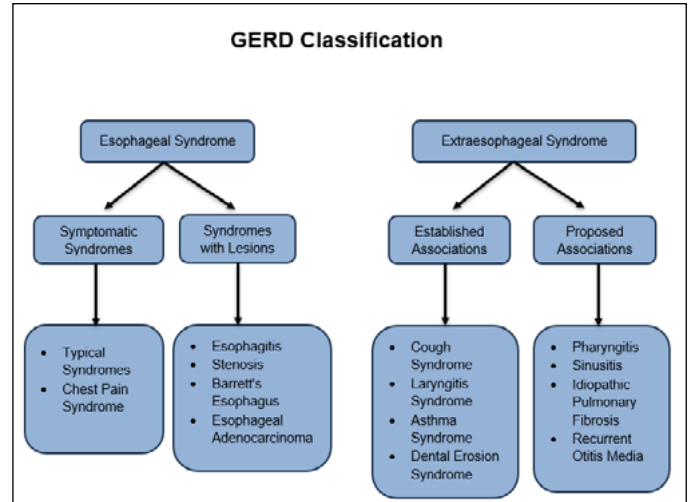 GERD Classification
Esophageal Syndrome
Extraesophageal Syndrome
Symptomatic
Syndromes
Syndromes
with Lesions
Established
Associations
Proposed
Associations
• Typical
Syndromes
• Chest Pain
Syndrome
• Esophagitis
• Stenosis
• Barrett's
Esophagus
• Esophageal
Adenocarcinoma
• Cough
Syndrome
• Laryngitis
Syndrome
• Asthma
Syndrome
• Dental Erosion
Syndrome
• Pharyngitis
• Sinusitis
• Idiopathic
Pulmonary
Fibrosis
• Recurrent
Otitis Media